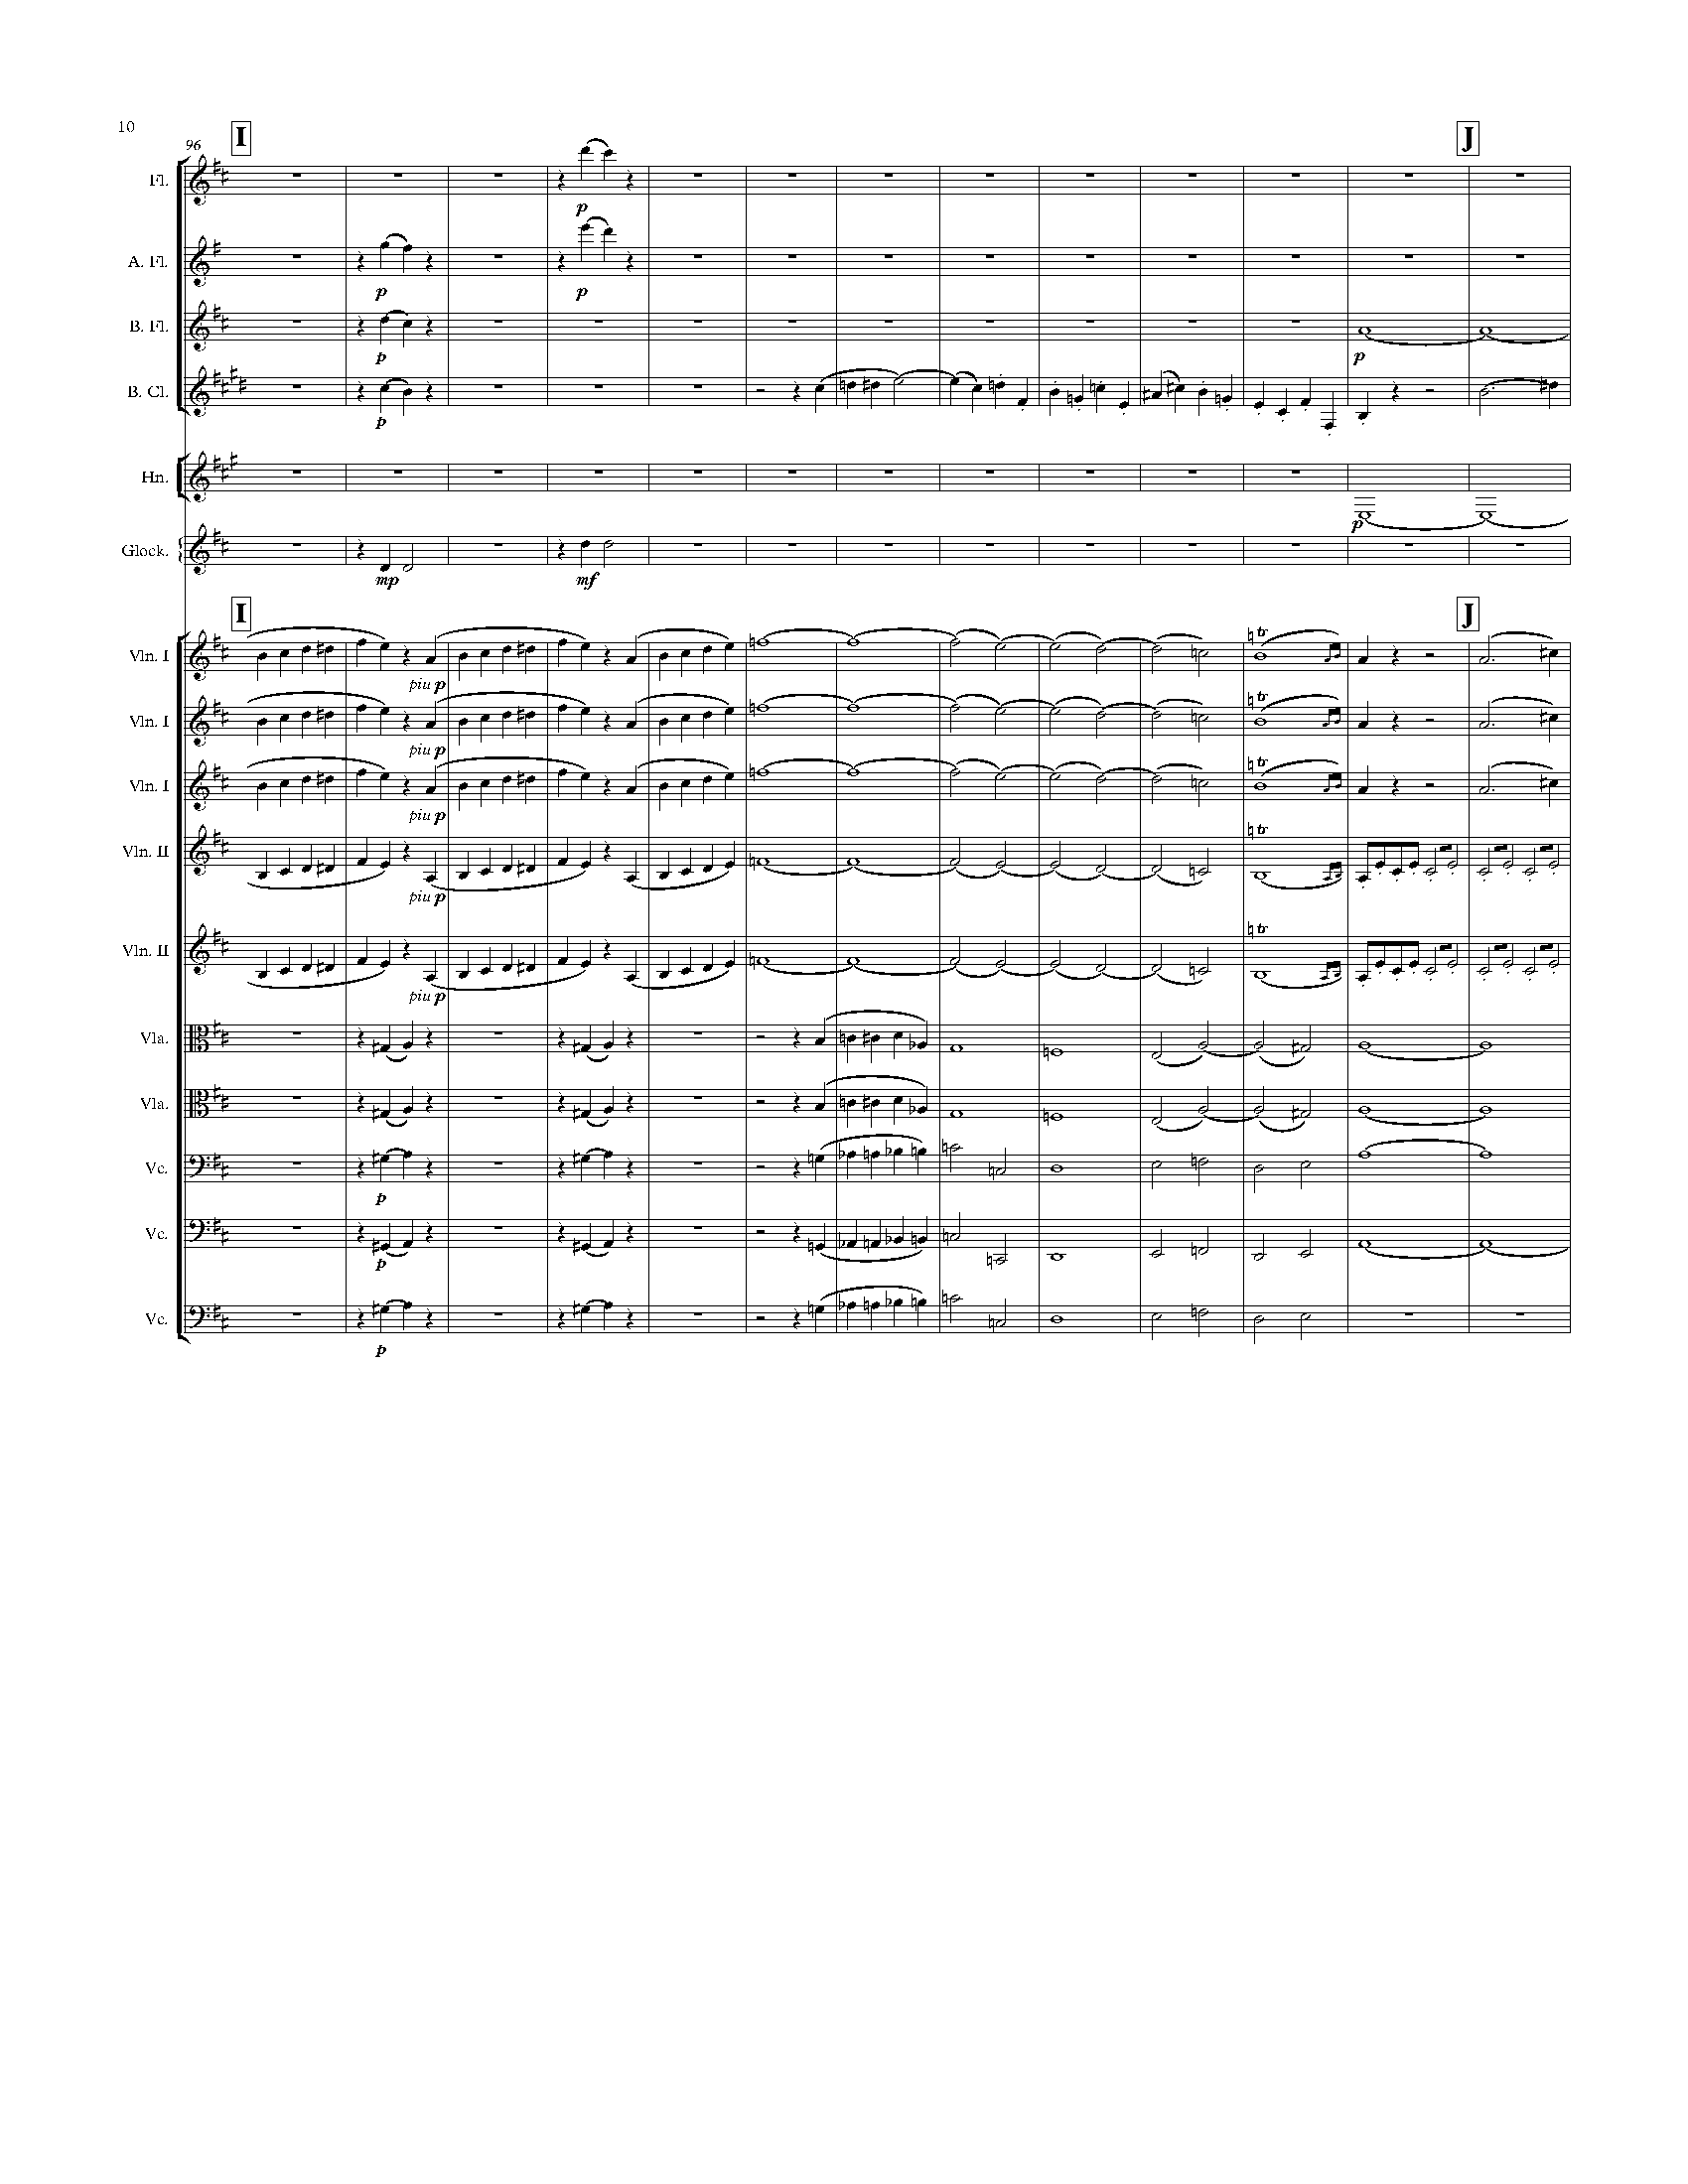 10
I
J
96
Fl.
p
A. Fl.
p
p
B. Fl.
p
p
B. Cl.
p
Hn.
p
Glock.
mp
mf
I
J
Vln. I
piu p
Vln. I
piu p
Vln. I
piu p
Vln. II
piu p
Vln. II
piu p
Vla.
Vla.
Vc.
p
Vc.
p
Vc.
p